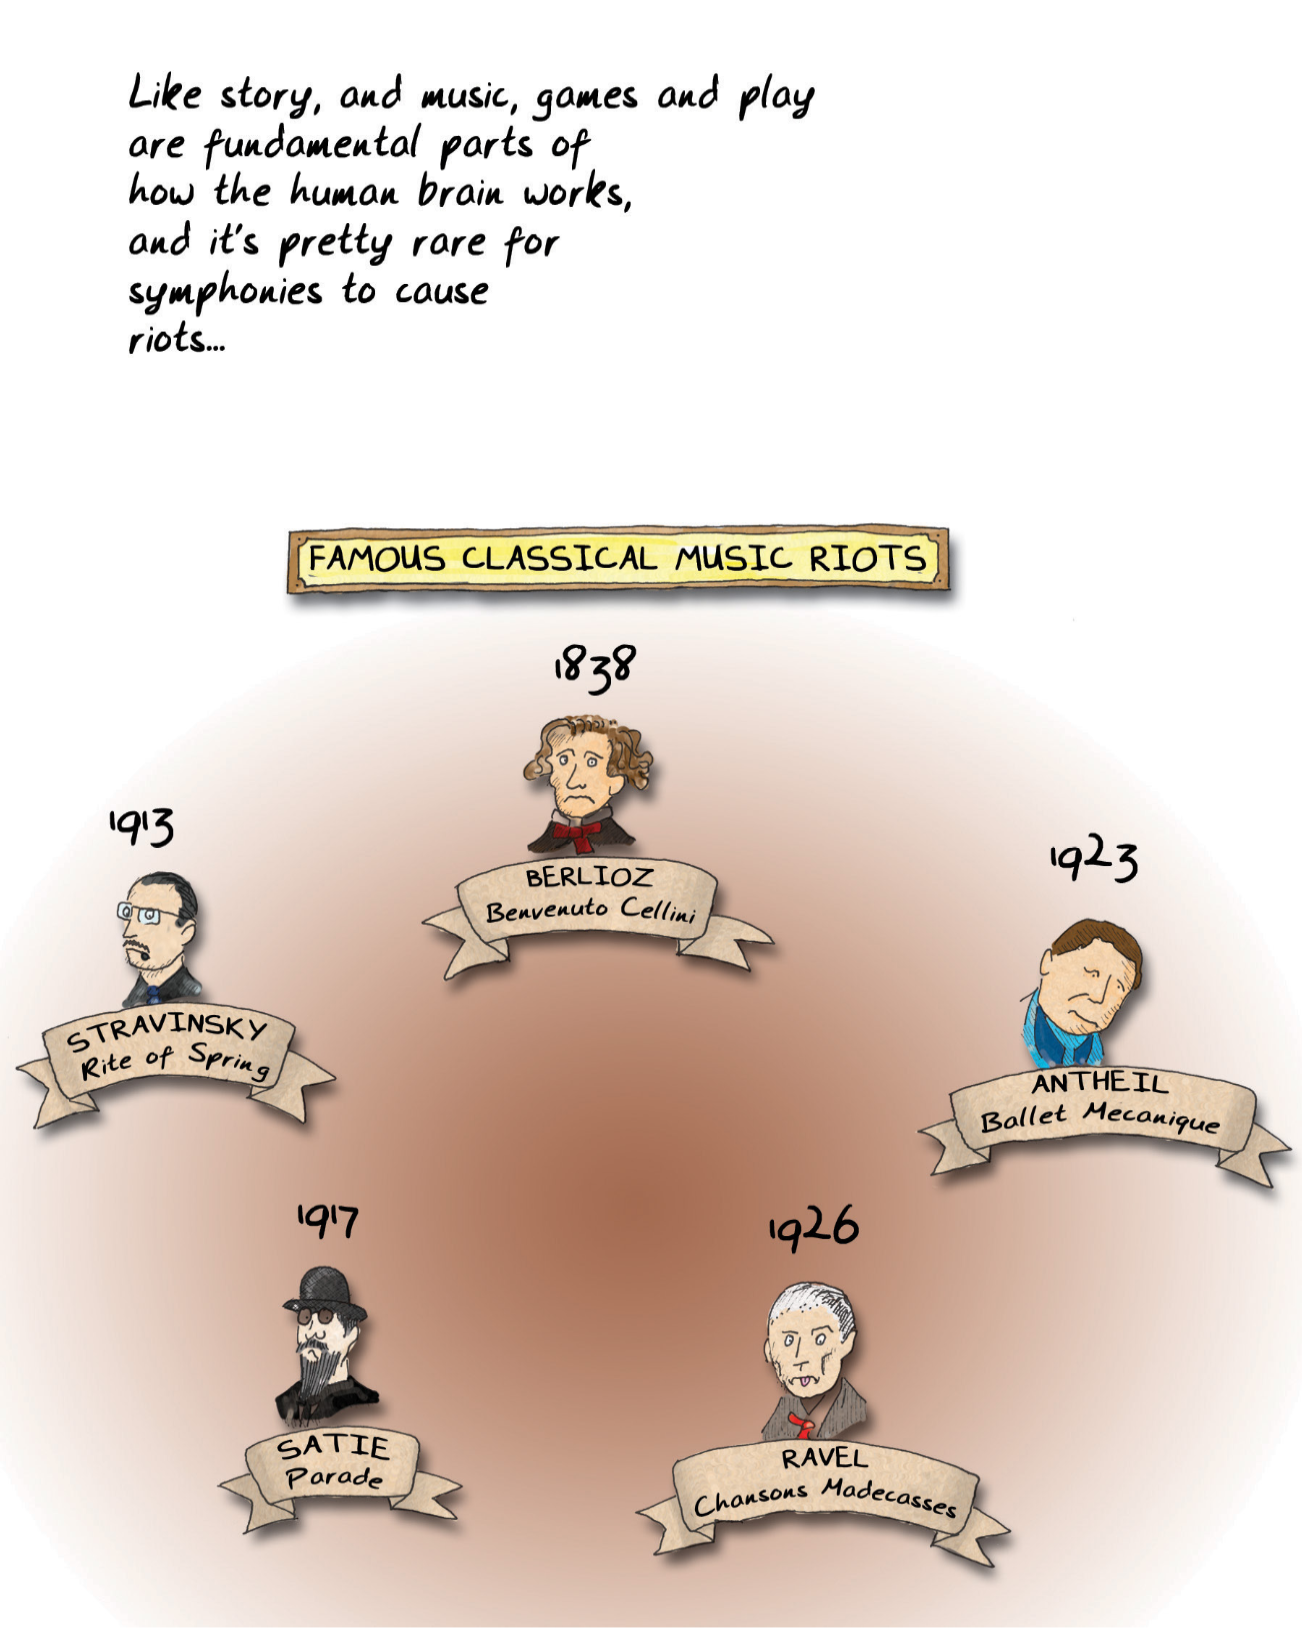 Like story, and music, games and play
are fundamental parts of
how the human brain works,
and it's pretty rare for
symphonies to cause
riots...
FAMOUS CLASSICAL MUSIC RIOTS
1838
BERLIOZ
Benvenuto Cellini
1913
STRAVINSKY
Rite of Spring
1923
ANTHEIL
Ballet Mecanique
1917
SATIE
Parade
1926
RAVEL
Chansons Madecasses